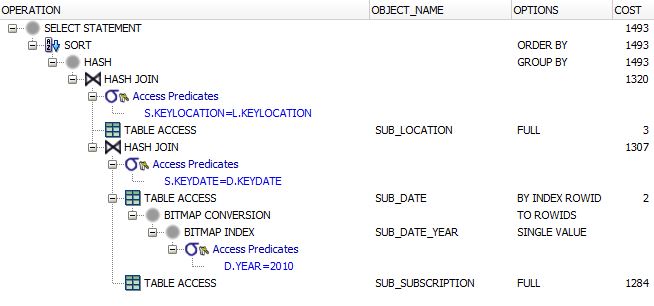 OPERATION OBJECT_NAME OPTIONS COST
SELECT STATEMENT 1493
SORT ORDER BY 1493
HASH GROUP BY 1493
HASH JOIN 1320
Access Predicates
S.KEYLOCATION=L.KEYLOCATION
TABLE ACCESS SUB_LOCATION FULL 3
HASH JOIN 1307
Access Predicates
S.KEYDATE=D.KEYDATE
TABLE ACCESS SUB_DATE BY INDEX ROWID 2
BITMAP CONVERSION TO ROWIDS
BITMAP INDEX SUB_DATE_YEAR SINGLE VALUE
Access Predicates
D.YEAR=2010
TABLE ACCESS SUB_SUBSCRIPTION FULL 1284